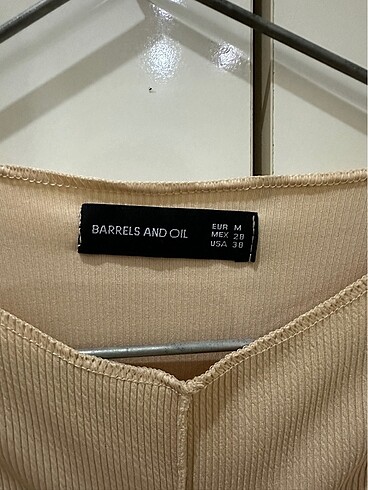 BARRELS AND OIL
EUR M
MEX 28
USA 38